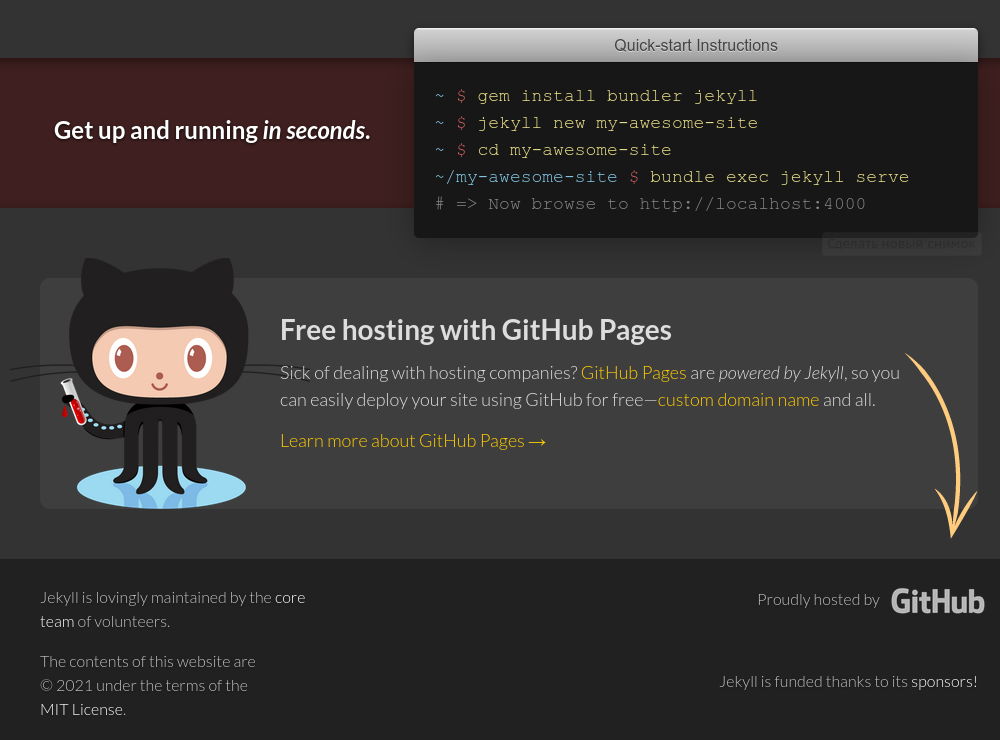 Quick-start Instructions
Get up and running in seconds.
~ $ gem install bundler jekyll
~ $ jekyll new my-awesome-site
~ $ cd my-awesome-site
~/my-awesome-site $ bundle exec jekyll serve
# => Now browse to http://localhost:4000
Сделать новый снимок
Free hosting with GitHub Pages
Sick of dealing with hosting companies? GitHub Pages are powered by Jekyll, so you
can easily deploy your site using GitHub for free—custom domain name and all.
Learn more about GitHub Pages →
Jekyll is lovingly maintained by the core
team of volunteers.
The contents of this website are
© 2021 under the terms of the
MIT License.
Proudly hosted by GitHub
Jekyll is funded thanks to its sponsors!